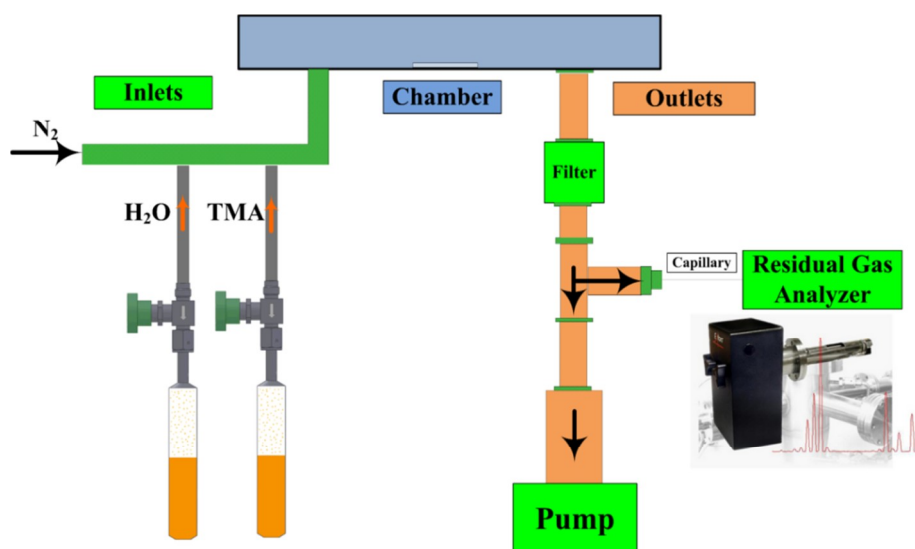 Inlets
Chamber
Outlets
N₂
Filter
H₂O
TMA
Capillary
Residual Gas
Analyzer
Pump